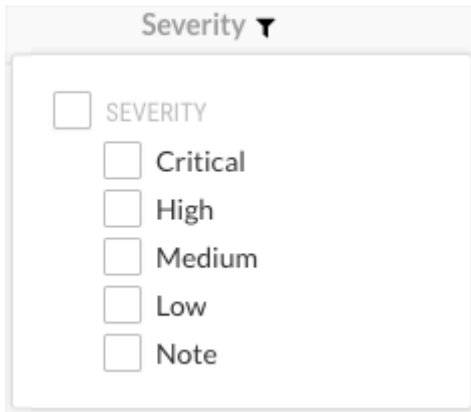 Severity
SEVERITY
Critical
High
Medium
Low
Note